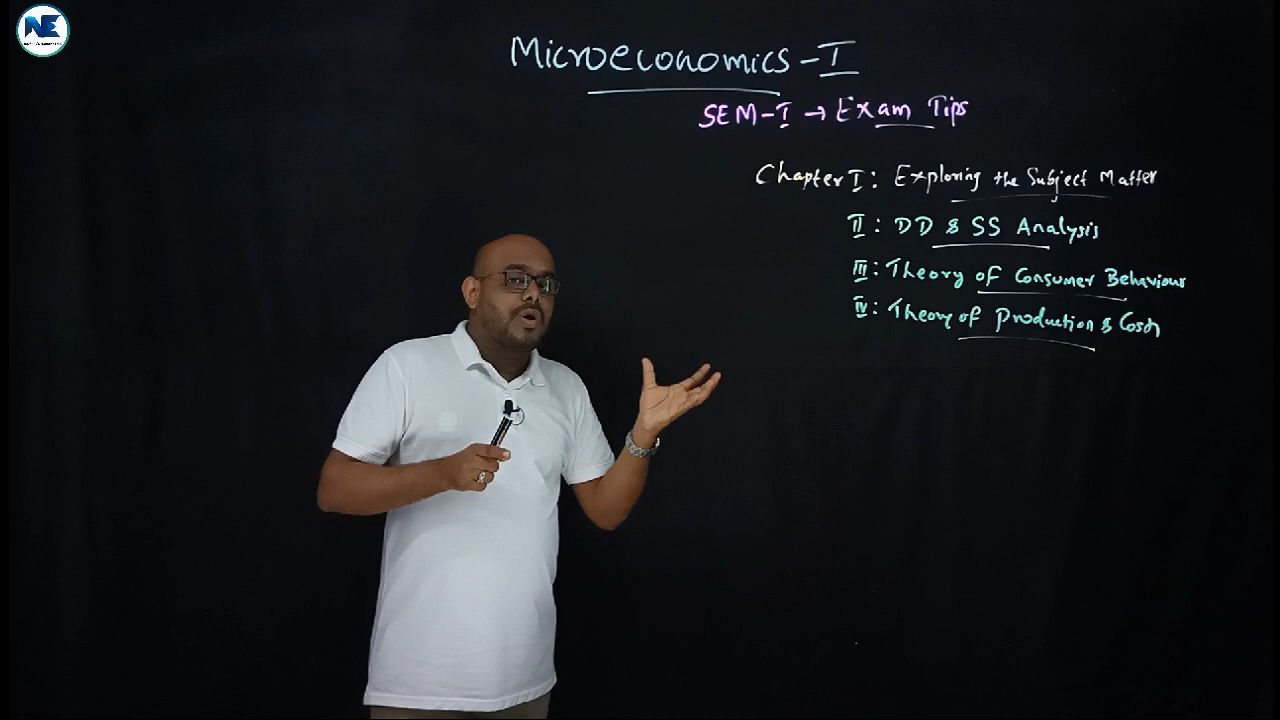 NE
Microeconomics - I
SEM-I → Exam Tips
Chapter I : Exploring the Subject Matter
II : DD & SS Analysis
III : Theory of Consumer Behaviour
IV : Theory of Production & Costs